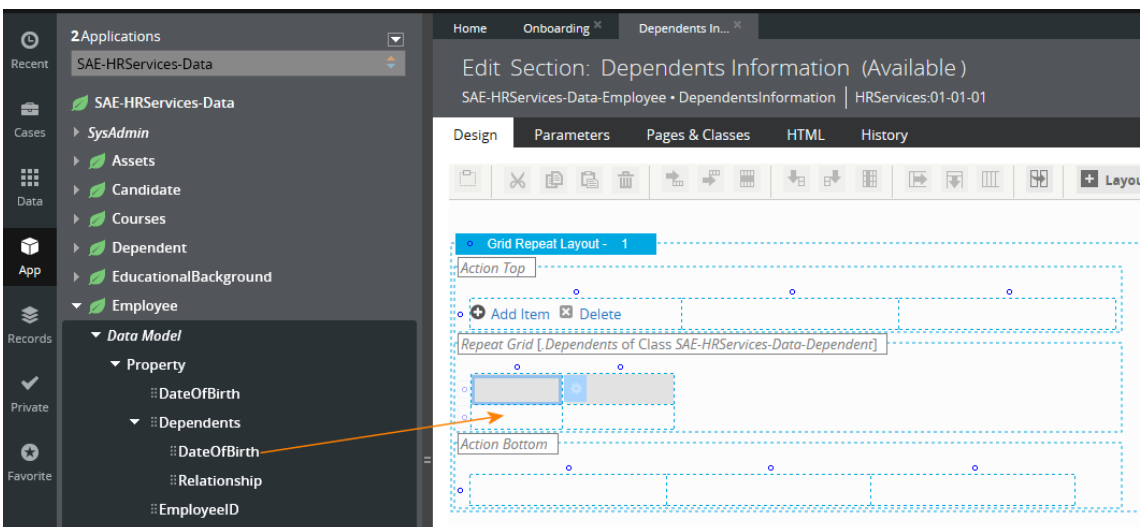 Recent
Cases
Data
App
Records
Private
Favorite
2Applications
SAE-HRServices-Data
SAE-HRServices-Data
SysAdmin
Assets
Candidate
Courses
Dependent
EducationalBackground
Employee
Data Model
Property
DateOfBirth
Dependents
DateOfBirth
Relationship
EmployeeID
Home Onboarding × Dependents In... ×
Edit Section: Dependents Information (Available)
SAE-HRServices-Data-Employee • DependentsInformation | HRServices:01-01-01
Design Parameters Pages & Classes HTML History
Layou
Grid Repeat Layout - 1
Action Top
Add Item Delete
Repeat Grid [.Dependents of Class SAE-HRServices-Data-Dependent]
Action Bottom